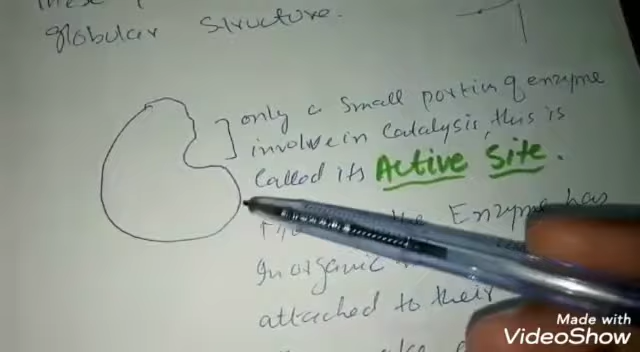 globular structure.
only a small portion of enzyme
involve in catalysis, this is
called its Active Site.
the Enzyme has
Inorganic
attached to their
Made with
VideoShow